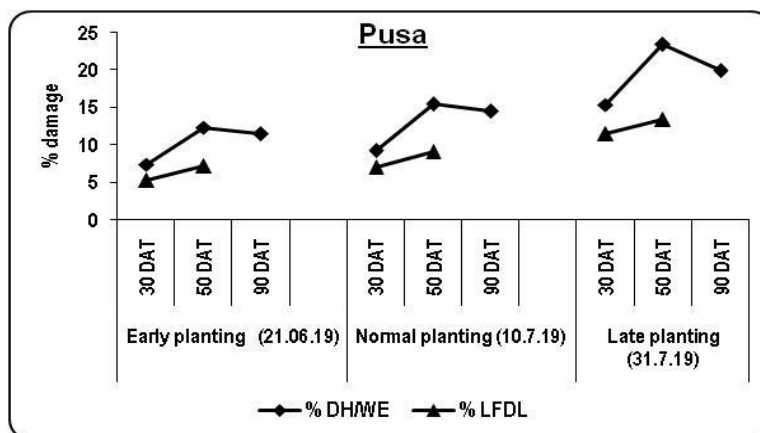 Pusa
% damage
25
20
15
10
5
0
30 DAT
50 DAT
90 DAT
30 DAT
50 DAT
90 DAT
30 DAT
50 DAT
90 DAT
Early planting (21.06.19)
Normal planting (10.7.19)
Late planting
(31.7.19)
% DH/WE
% LFDL